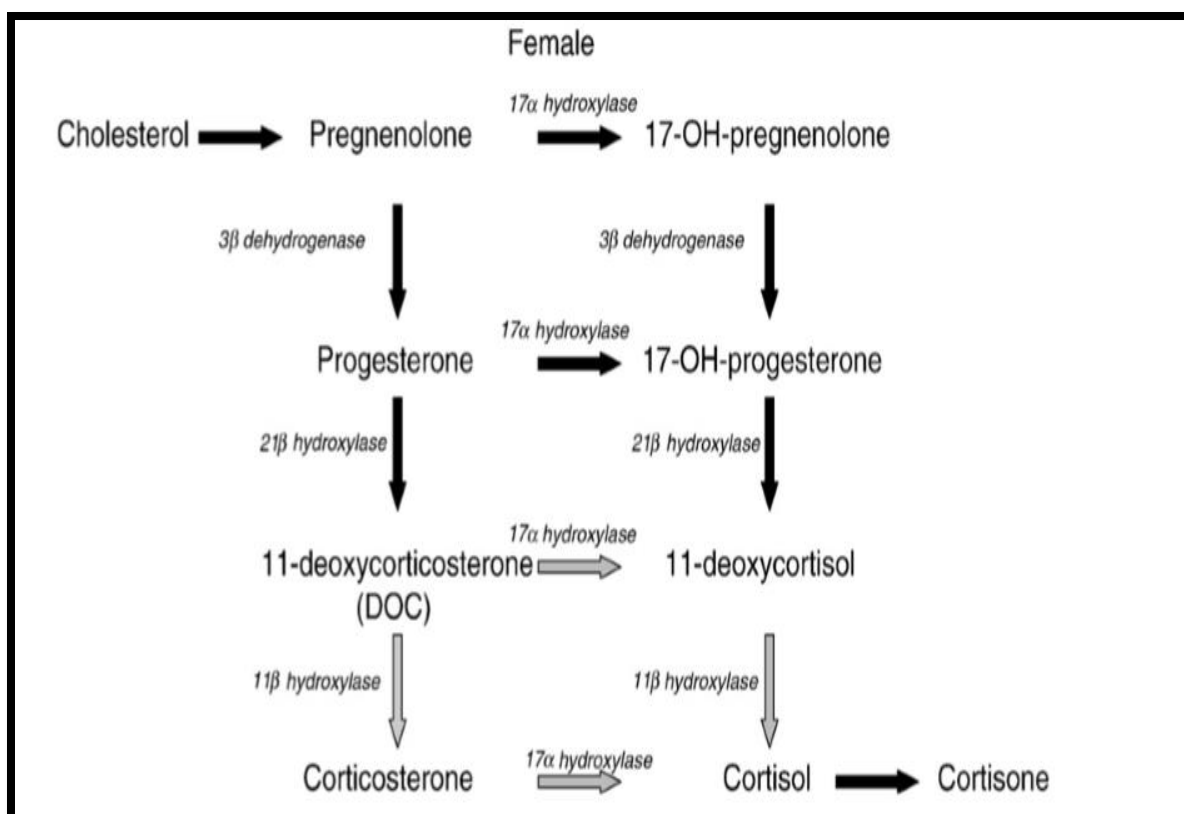 Female
17α hydroxylase
Cholesterol Pregnenolone 17-OH-pregnenolone
3β dehydrogenase 3β dehydrogenase
17α hydroxylase
Progesterone 17-OH-progesterone
21β hydroxylase 21β hydroxylase
17α hydroxylase
11-deoxycorticosterone 11-deoxycortisol
(DOC)
11β hydroxylase 11β hydroxylase
17α hydroxylase
Corticosterone Cortisol Cortisone